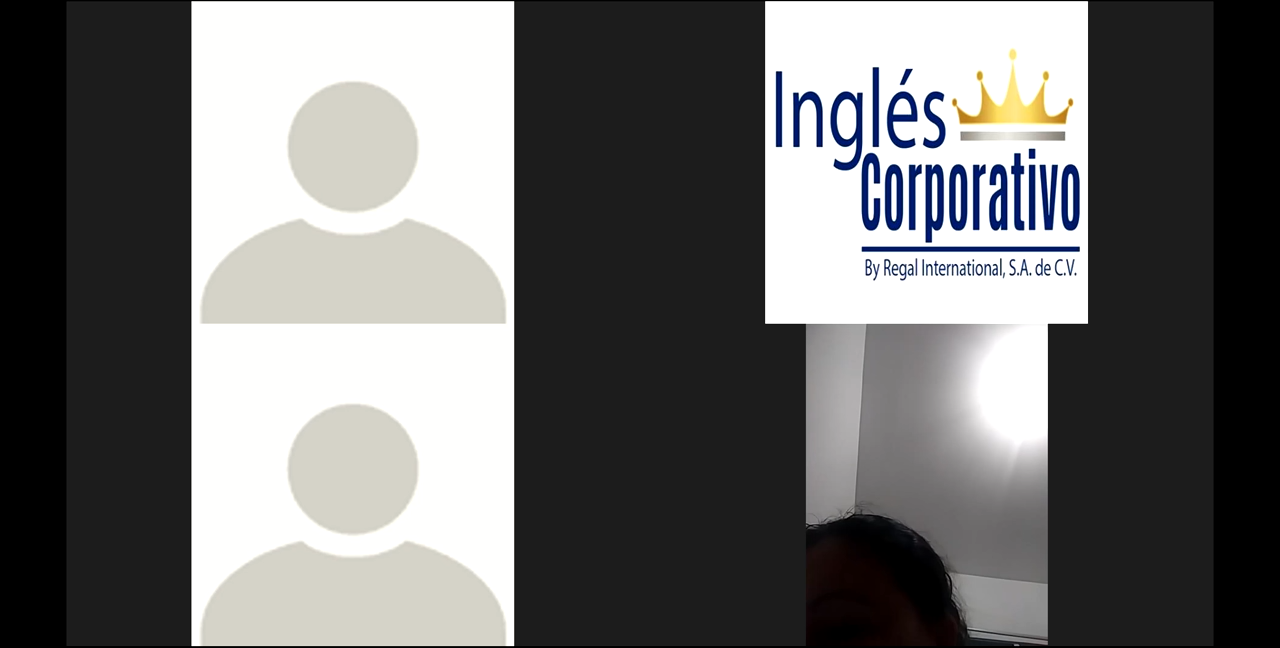 Inglés
Corporativo
By Regal International, S.A. de C.V.